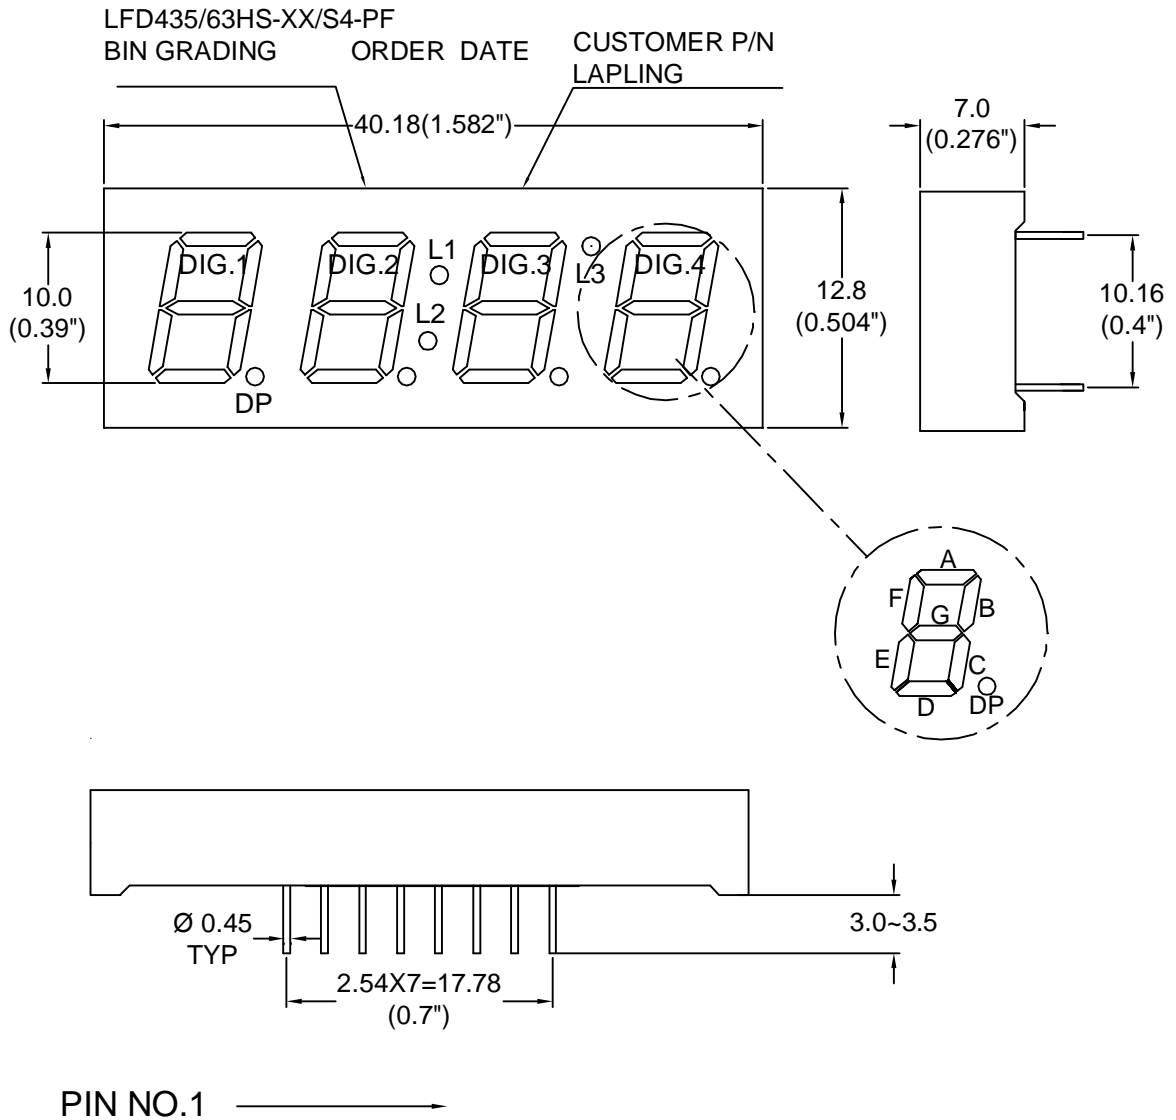 LFD435/63HS-XX/S4-PF
BIN GRADING ORDER DATE
CUSTOMER P/N
LAPLING
40.18(1.582")
7.0
(0.276")
DIG.1
DIG.2
L1
DIG.3
L3
DIG.4
10.0
(0.39")
L2
DP
12.8
(0.504")
10.16
(0.4")
A
F
B
G
E
C
D
DP
Ø 0.45
TYP
3.0~3.5
2.54X7=17.78
(0.7")
PIN NO.1